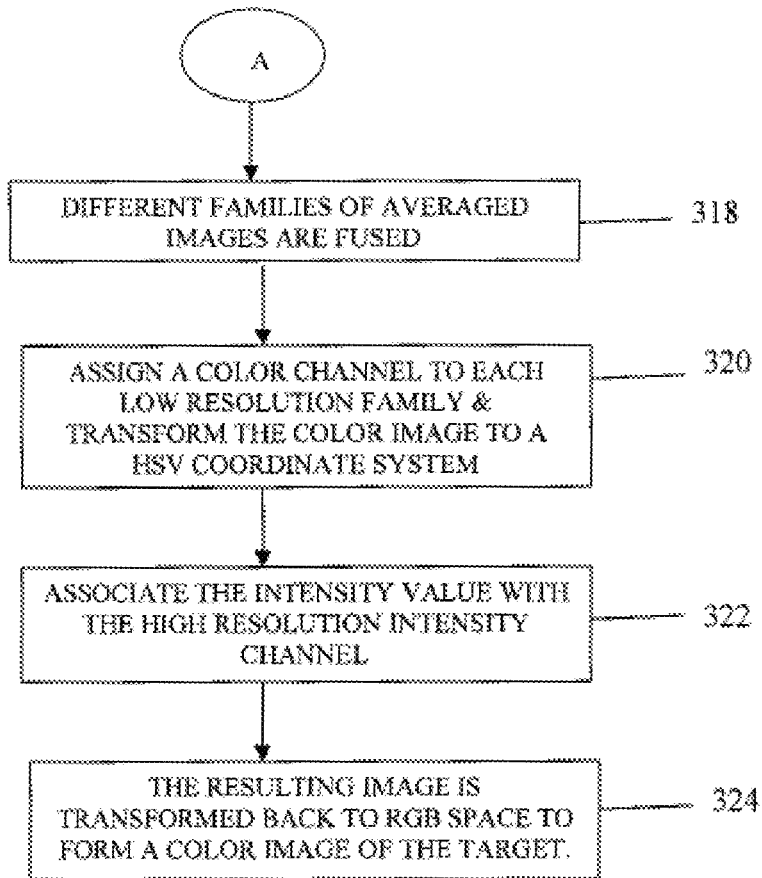 A
DIFFERENT FAMILIES OF AVERAGED
IMAGES ARE FUSED
318
ASSIGN A COLOR CHANNEL TO EACH
LOW RESOLUTION FAMILY &
TRANSFORM THE COLOR IMAGE TO A
HSV COORDINATE SYSTEM
320
ASSOCIATE THE INTENSITY VALUE WITH
THE HIGH RESOLUTION INTENSITY
CHANNEL
322
THE RESULTING IMAGE IS
TRANSFORMED BACK TO RGB SPACE TO
FORM A COLOR IMAGE OF THE TARGET.
324